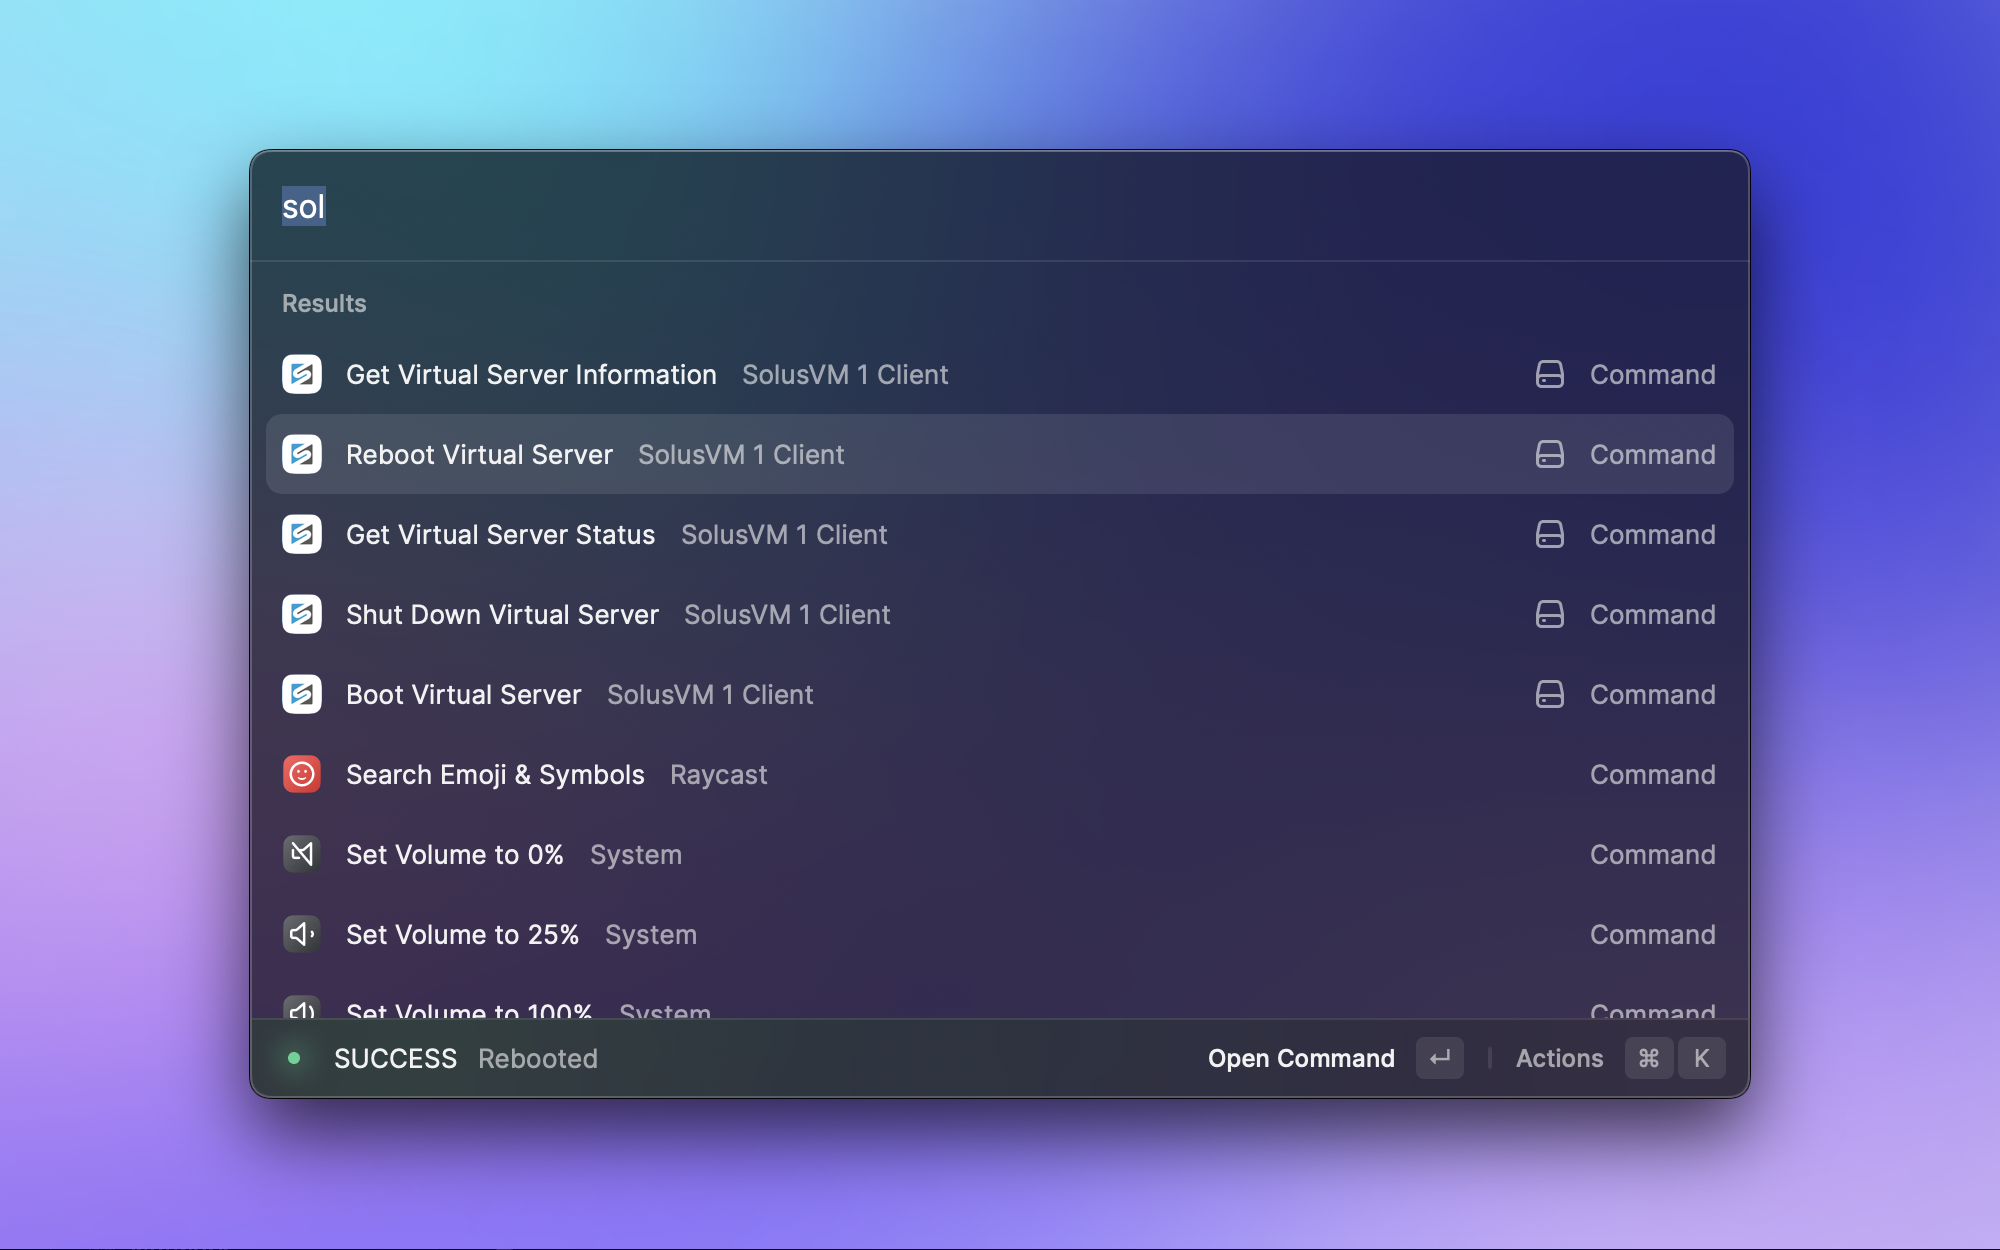 sol
Results
Get Virtual Server Information SolusVM 1 Client Command
Reboot Virtual Server SolusVM 1 Client Command
Get Virtual Server Status SolusVM 1 Client Command
Shut Down Virtual Server SolusVM 1 Client Command
Boot Virtual Server SolusVM 1 Client Command
Search Emoji & Symbols Raycast Command
Set Volume to 0% System Command
Set Volume to 25% System Command
Set Volume to 100% System Command
SUCCESS Rebooted Open Command ↵ Actions ⌘ K